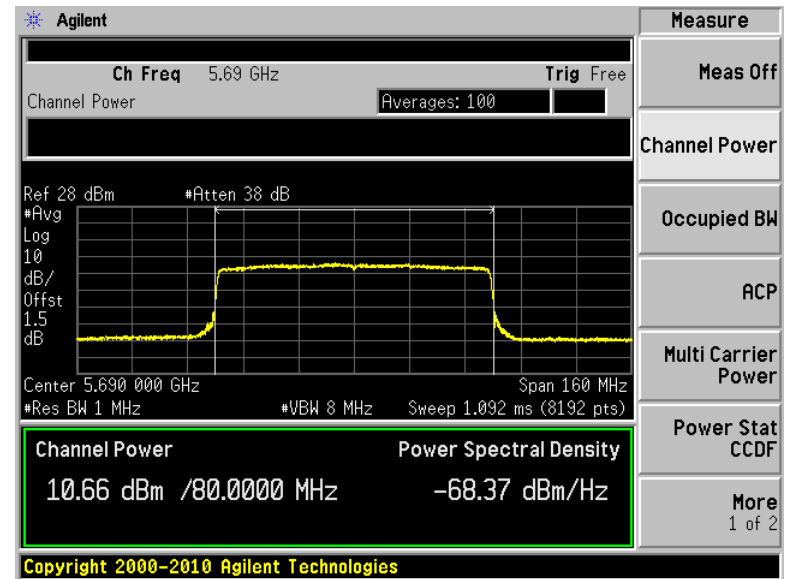 Agilent
Measure
Ch Freq 5.69 GHz Trig Free
Channel Power Averages: 100
Meas Off
Channel Power
Ref 28 dBm #Atten 38 dB
#Avg
Log
10
dB/
Offst
1.5
dB
Occupied BW
ACP
Multi Carrier
Power
Center 5.690 000 GHz Span 160 MHz
#Res BW 1 MHz #VBW 8 MHz Sweep 1.092 ms (8192 pts)
Power Stat
CCDF
Channel Power Power Spectral Density
10.66 dBm /80.0000 MHz -68.37 dBm/Hz
More
1 of 2
Copyright 2000-2010 Agilent Technologies